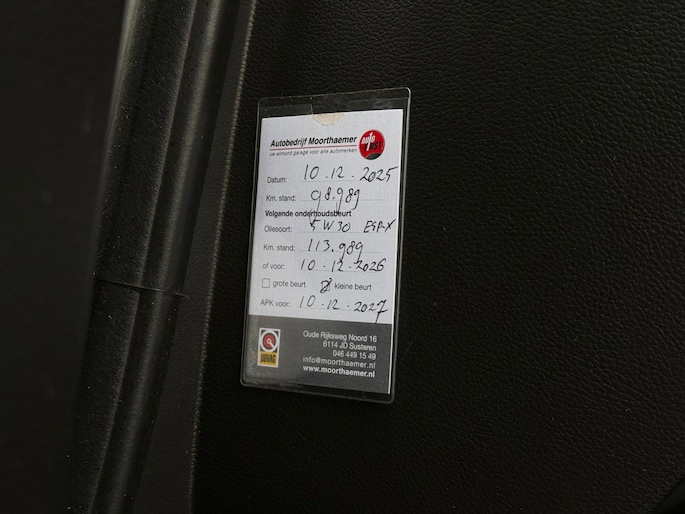 Autobedrijf Moorthaemer
uw allround garage voor alle automerken
Datum: 10.12.2025
Km. stand: 98.989
Volgende onderhoudsbeurt
Oliesoort: 5W30
Km. stand: 113.989
of voor: 10.12.2026
grote beurt kleine beurt
APK voor: 10.12.2027
BOVAG
Oude Rijksweg Noord 16
6114 JD Susteren
046 449 15 49
info@moorthaemer.nl
www.moorthaemer.nl